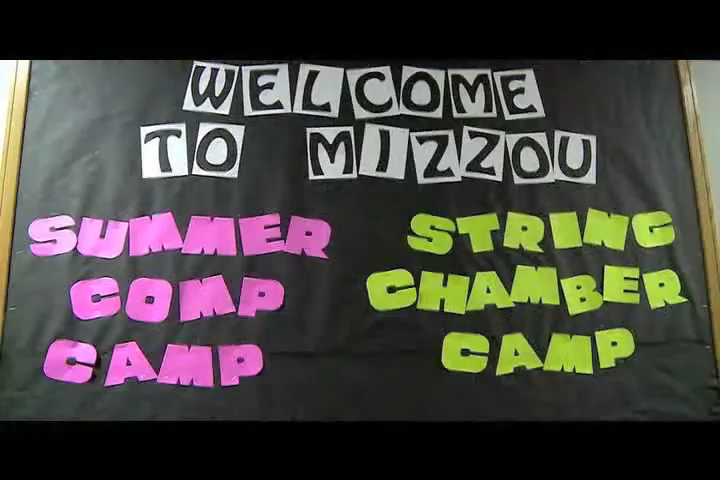 WELCOME
TO MIZZOU
SUMMER
COMP
CAMP
STRING
CHAMBER
CAMP